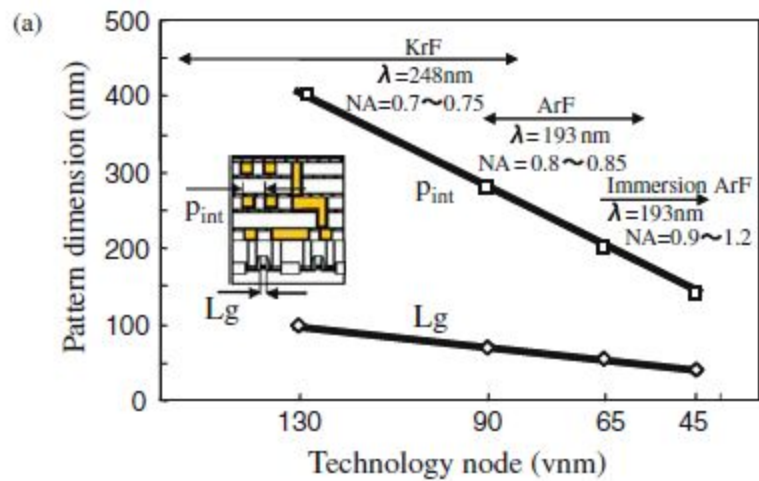 (a)
500
400
300
200
100
0
Pattern dimension (nm)
KrF
λ=248nm
NA=0.7~0.75
ArF
λ=193nm
NA=0.8~0.85
Immersion ArF
λ=193nm
NA=0.9~1.2
Pint
Pint
Lg
Lg
130
90
65
45
Technology node (vnm)